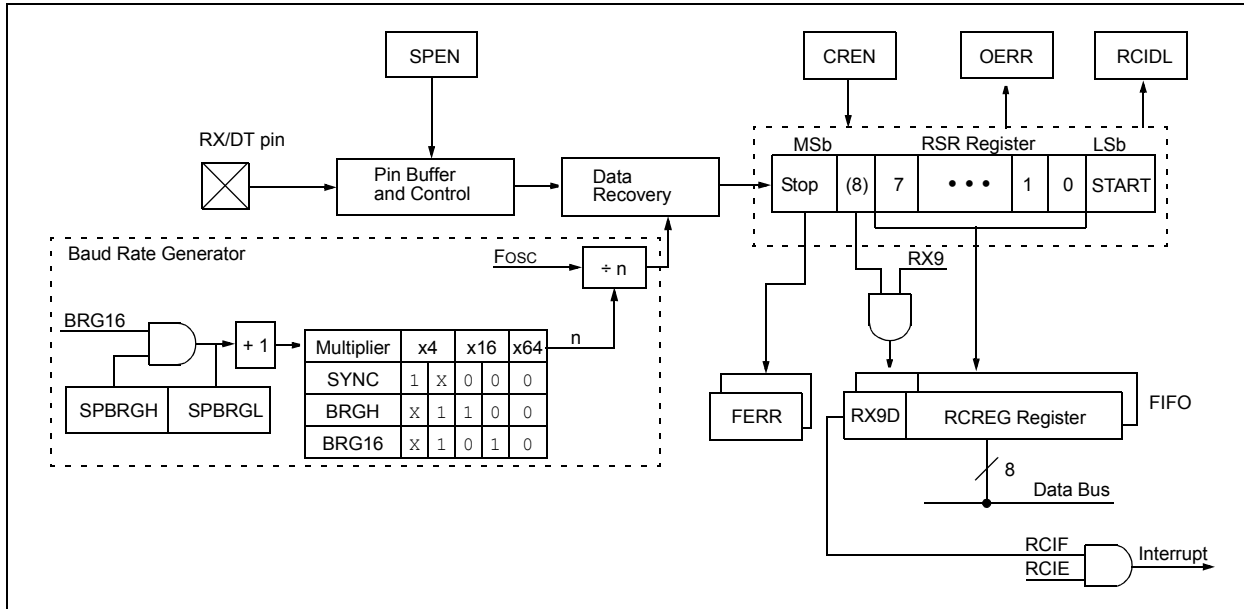 SPEN
CREN
OERR
RCIDL
RX/DT pin
Pin Buffer
and Control
Data
Recovery
MSb
RSR Register
LSb
Stop (8) 7 • • • 1 0 START
Baud Rate Generator
FOSC
÷ n
RX9
BRG16
+ 1
n
Multiplier x4 x16 x64
SYNC 1 X 0 0 0
BRGH X 1 1 0 0
BRG16 X 1 0 1 0
SPBRGH SPBRGL
FERR
RX9D
RCREG Register
FIFO
8
Data Bus
RCIF
RCIE
Interrupt